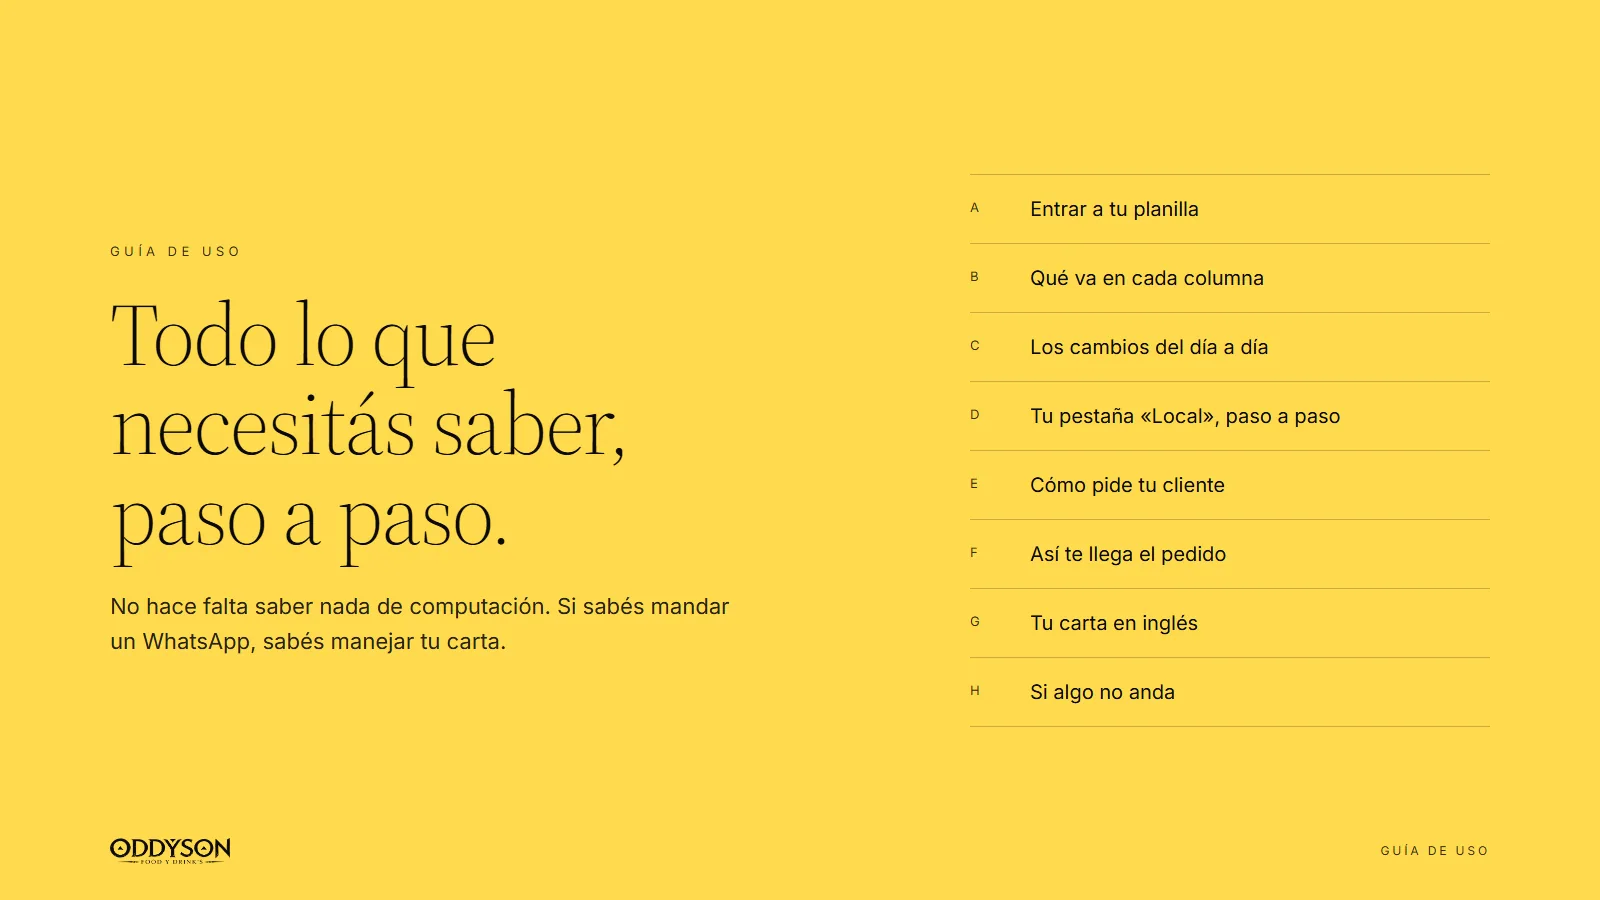 GUÍA DE USO
Todo lo que
necesitás saber,
paso a paso.
No hace falta saber nada de computación. Si sabés mandar
un WhatsApp, sabés manejar tu carta.
A Entrar a tu planilla
B Qué va en cada columna
C Los cambios del día a día
D Tu pestaña «Local», paso a paso
E Cómo pide tu cliente
F Así te llega el pedido
G Tu carta en inglés
H Si algo no anda
ODDYSON
FOOD Y DRINK'S
GUÍA DE USO